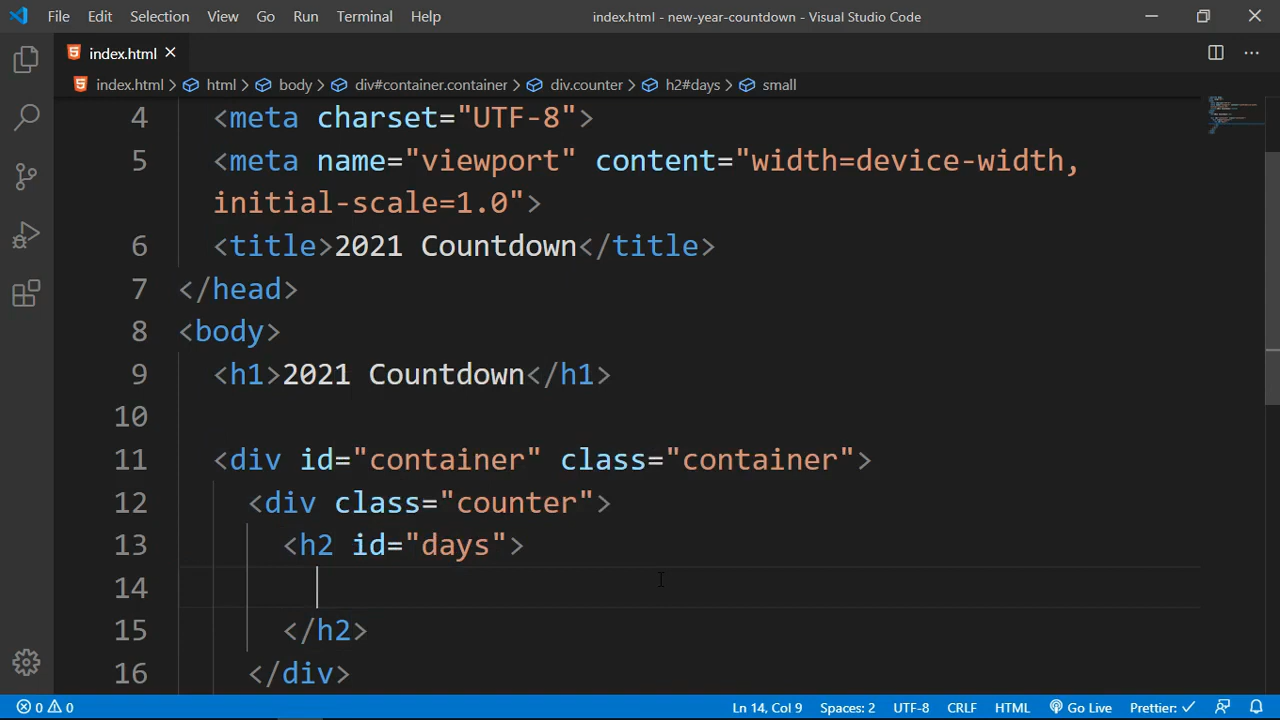 File Edit Selection View Go Run Terminal Help index.html - new-year-countdown - Visual Studio Code
index.html
index.html > html > body > div#container.container > div.counter > h2#days > small
4 <meta charset="UTF-8">
5 <meta name="viewport" content="width=device-width,
initial-scale=1.0">
6 <title>2021 Countdown</title>
7 </head>
8 <body>
9 <h1>2021 Countdown</h1>
10
11 <div id="container" class="container">
12 <div class="counter">
13 <h2 id="days">
14
15 </h2>
16 </div>
0 0 Ln 14, Col 9 Spaces: 2 UTF-8 CRLF HTML Go Live Prettier: ✓